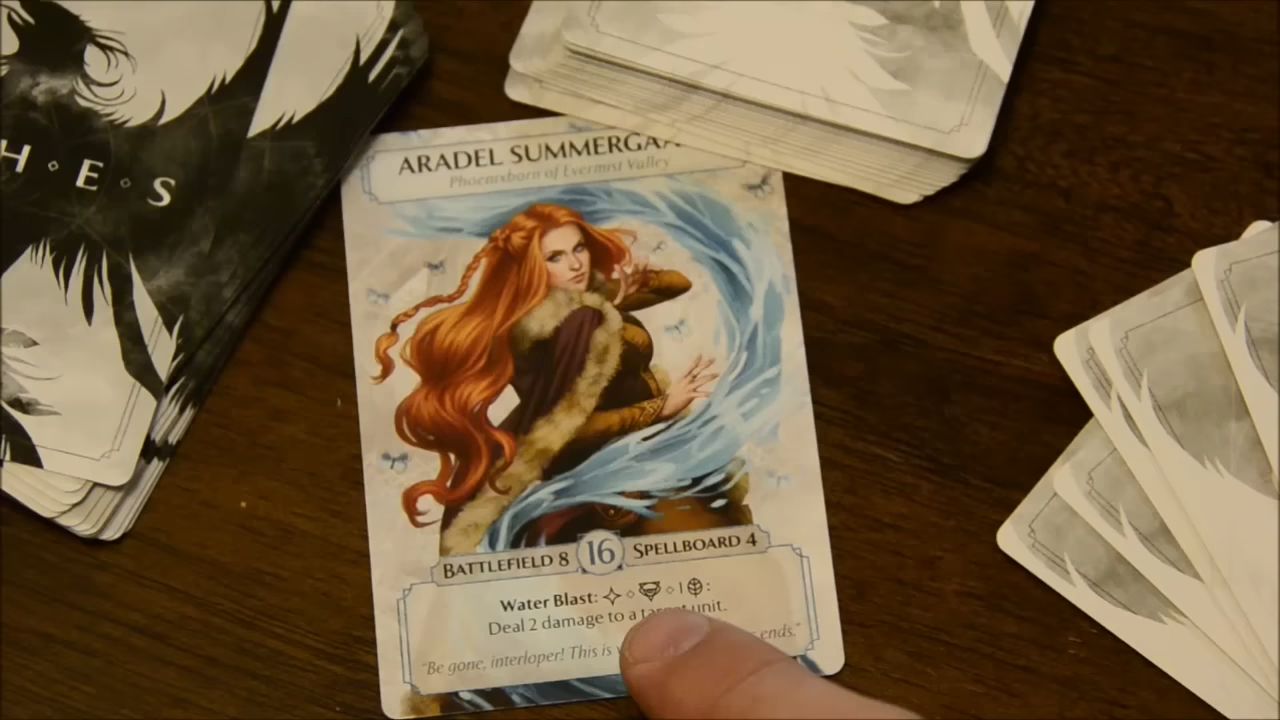 H·E·S
ARADEL SUMMERGA
Phoenixborn of Evermist Valley
BATTLEFIELD 8 16 SPELLBOARD 4
Water Blast: 1 :
Deal 2 damage to a target unit.
"Be gone, interloper! This is ends."